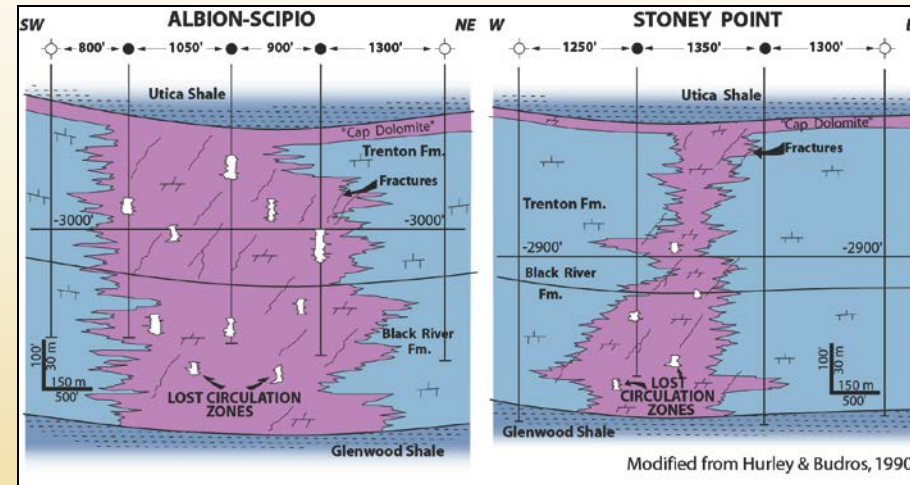 ALBION-SCIPIO
SW
NE
800'
1050'
900'
1300'
Utica Shale
"Cap Dolomite"
Trenton Fm.
Fractures
-3000'
-3000'
Black River
Fm.
100'
30 m
150 m
500'
LOST CIRCULATION
ZONES
Glenwood Shale
STONEY POINT
W
1250'
1350'
1300'
Utica Shale
"Cap Dolomite"
Fractures
Trenton Fm.
-2900'
-2900'
Black River
Fm.
100'
30 m
150 m
500'
LOST
CIRCULATION
ZONES
Glenwood Shale
Modified from Hurley & Budros, 1990